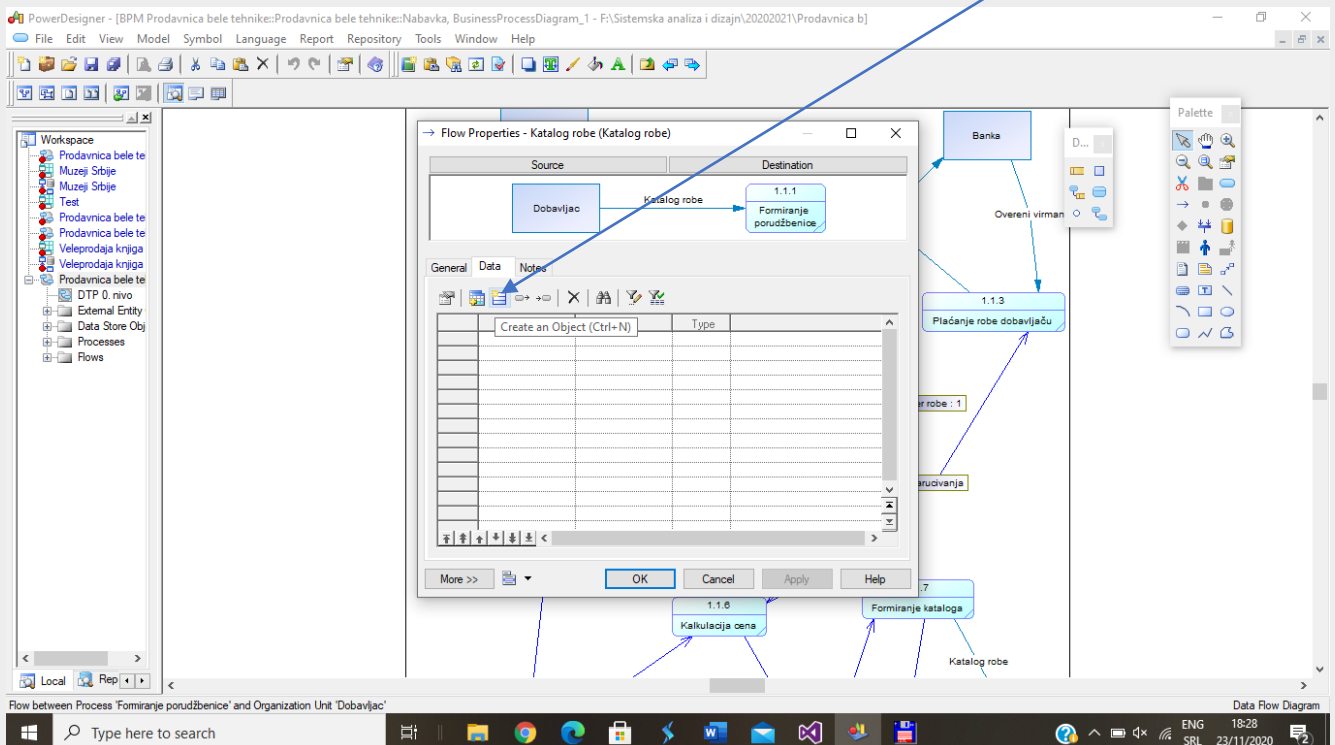 PowerDesigner - [BPM Prodavnica bele tehnike::Prodavnica bele tehnike::Nabavka, BusinessProcessDiagram_1 - F:\Sistemska analiza i dizajn\20202021\Prodavnica b]
File Edit View Model Symbol Language Report Repository Tools Window Help
Workspace
Prodavnica bele te
Muzeji Srbije
Muzeji Srbije
Test
Prodavnica bele te
Prodavnica bele te
Veleprodaja knjiga
Veleprodaja knjiga
Prodavnica bele te
DTP 0. nivo
External Entity
Data Store Obj
Processes
Flows
Local Rep
Flow Properties - Katalog robe (Katalog robe)
Source Destination
Dobavljac
Katalog robe
1.1.1
Formiranje
porudžbenice
General Data Notes
Create an Object (Ctrl+N)
Type
More >> OK Cancel Apply Help
Banka
D...
Palette
Overeni virman
1.1.3
Plaćanje robe dobavljaču
er robe : 1
arucivanja
1.1.6
Kalkulacija cena
.7
Formiranje kataloga
Katalog robe
Flow between Process 'Formiranje porudžbenice' and Organization Unit 'Dobavljac'
Data Flow Diagram
Type here to search
ENG
SRL
18:28
23/11/2020
2